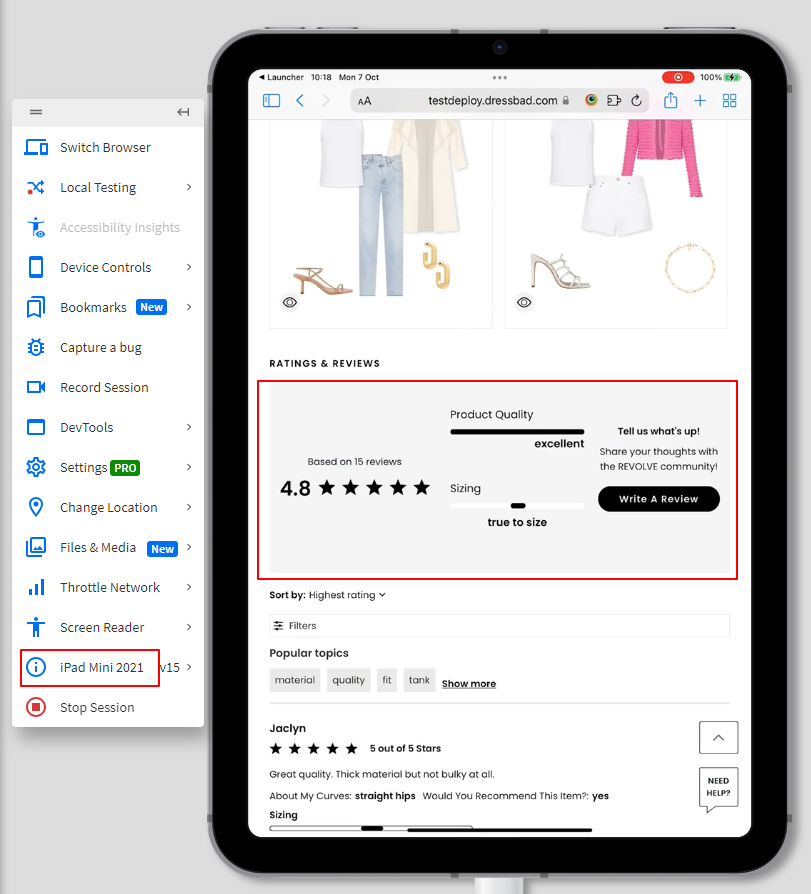 Switch Browser
Local Testing
Accessibility Insights
Device Controls
Bookmarks New
Capture a bug
Record Session
DevTools
Settings PRO
Change Location
Files & Media New
Throttle Network
Screen Reader
iPad Mini 2021 v15
Stop Session
Launcher 10:18 Mon 7 Oct
100%
AA testdeploy.dressbad.com
RATINGS & REVIEWS
Based on 15 reviews
4.8
Product Quality
excellent
Sizing
true to size
Tell us what's up!
Share your thoughts with
the REVOLVE community!
Write A Review
Sort by: Highest rating
Filters
Popular topics
material quality fit tank Show more
Jaclyn
5 out of 5 Stars
Great quality. Thick material but not bulky at all.
About My Curves: straight hips Would You Recommend This Item?: yes
Sizing
NEED
HELP?